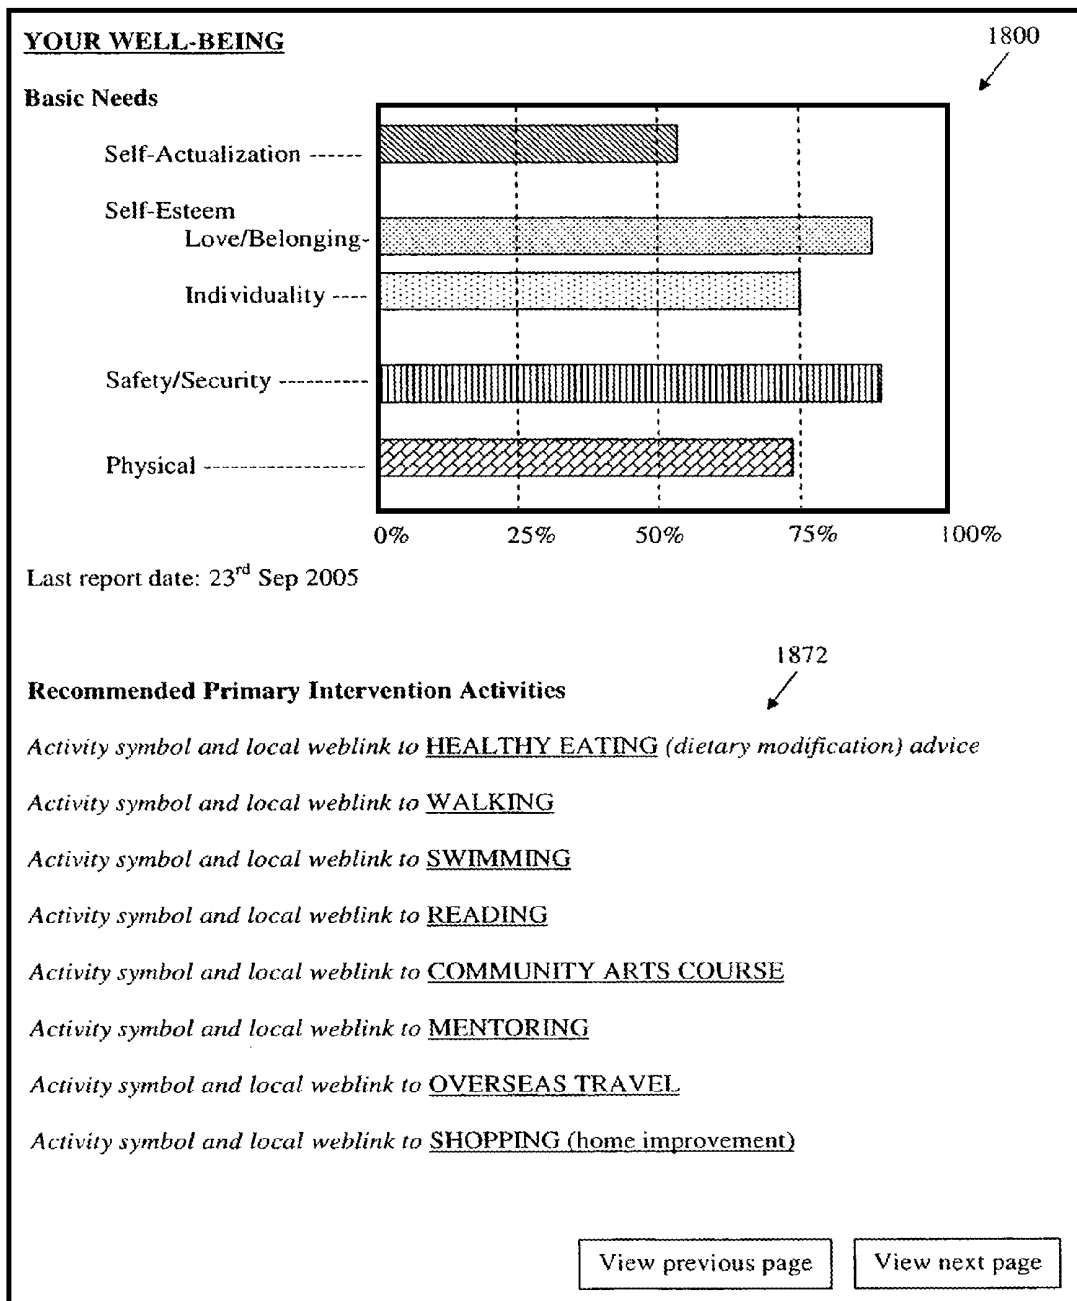 YOUR WELL-BEING
1800
Basic Needs
Self-Actualization ------
Self-Esteem
Love/Belonging-
Individuality ----
Safety/Security ----------
Physical ------------------
0% 25% 50% 75% 100%
Last report date: 23rd Sep 2005
1872
Recommended Primary Intervention Activities
Activity symbol and local weblink to HEALTHY EATING (dietary modification) advice
Activity symbol and local weblink to WALKING
Activity symbol and local weblink to SWIMMING
Activity symbol and local weblink to READING
Activity symbol and local weblink to COMMUNITY ARTS COURSE
Activity symbol and local weblink to MENTORING
Activity symbol and local weblink to OVERSEAS TRAVEL
Activity symbol and local weblink to SHOPPING (home improvement)
View previous page View next page